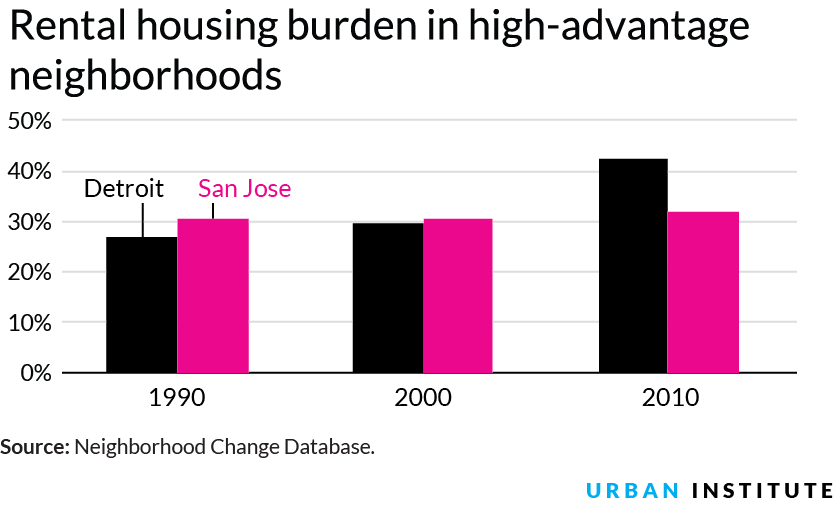 Rental housing burden in high-advantage
neighborhoods
50%
40%
Detroit San Jose
30%
20%
10%
0%
1990 2000 2010
Source: Neighborhood Change Database.
URBAN INSTITUTE